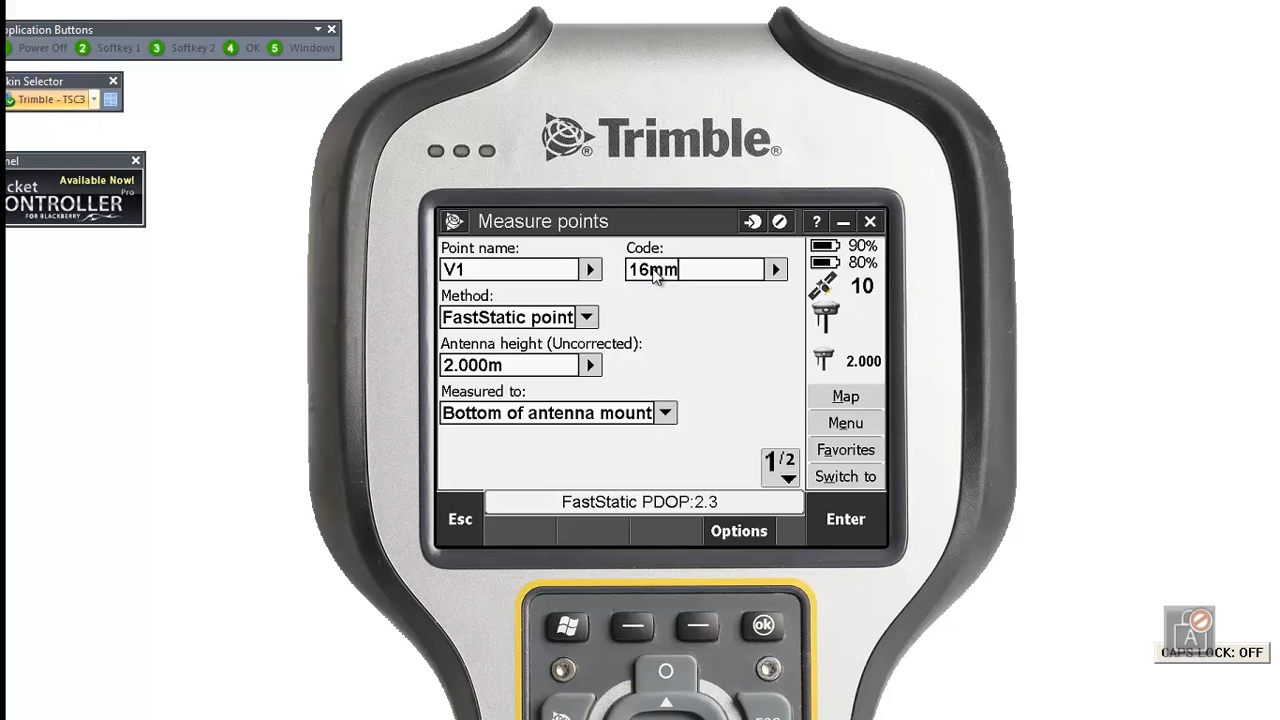 pplication Buttons
Power Off 2 Softkey 1 3 Softkey 2 4 OK 5 Windows
kin Selector
Trimble - TSC3
nel
Available Now!
cket Pro
ONTROLLER
FOR BLACKBERRY
Trimble
Measure points
?
Point name:
Code:
V1
16mm
90%
80%
10
Method:
FastStatic point
Antenna height (Uncorrected):
2.000m
2.000
Measured to:
Bottom of antenna mount
Map
Menu
Favorites
Switch to
1/2
FastStatic PDOP:2.3
Esc
Options
Enter
ok
A
CAPS LOCK: OFF